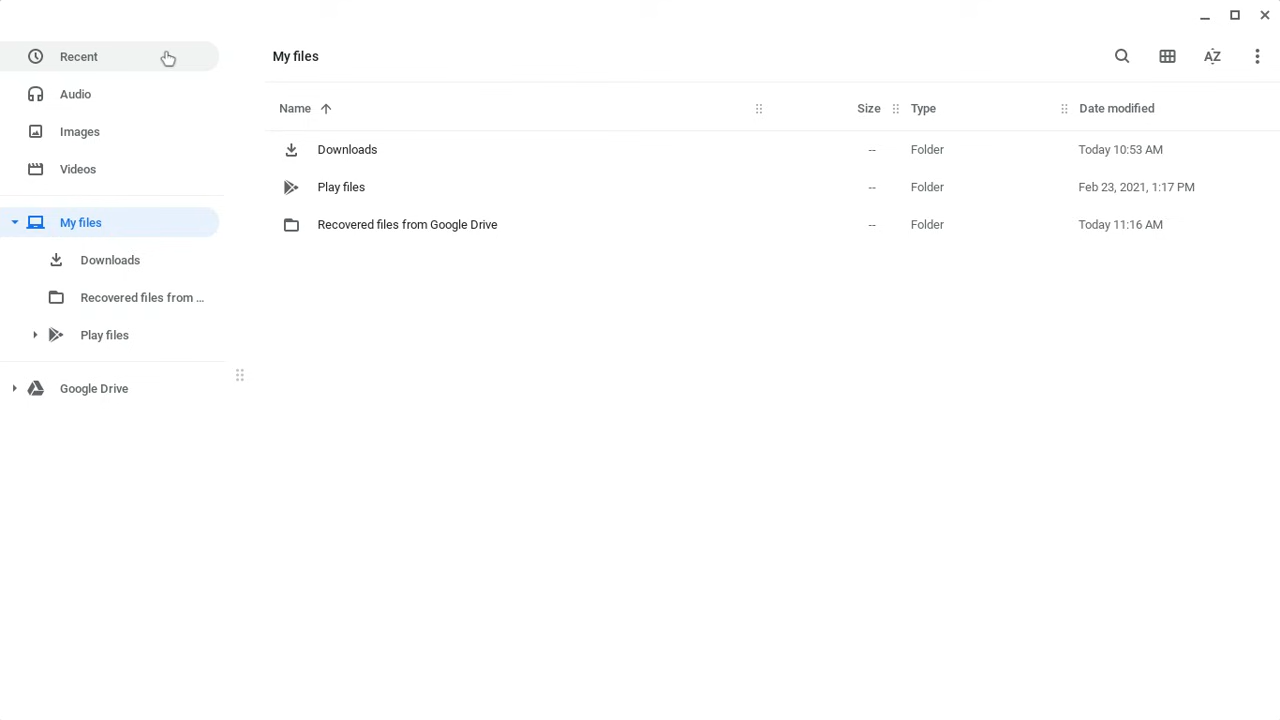 Recent
Audio
Images
Videos
My files
Downloads
Recovered files from ...
Play files
Google Drive
My files
AZ
Name Size Type Date modified
Downloads -- Folder Today 10:53 AM
Play files -- Folder Feb 23, 2021, 1:17 PM
Recovered files from Google Drive -- Folder Today 11:16 AM